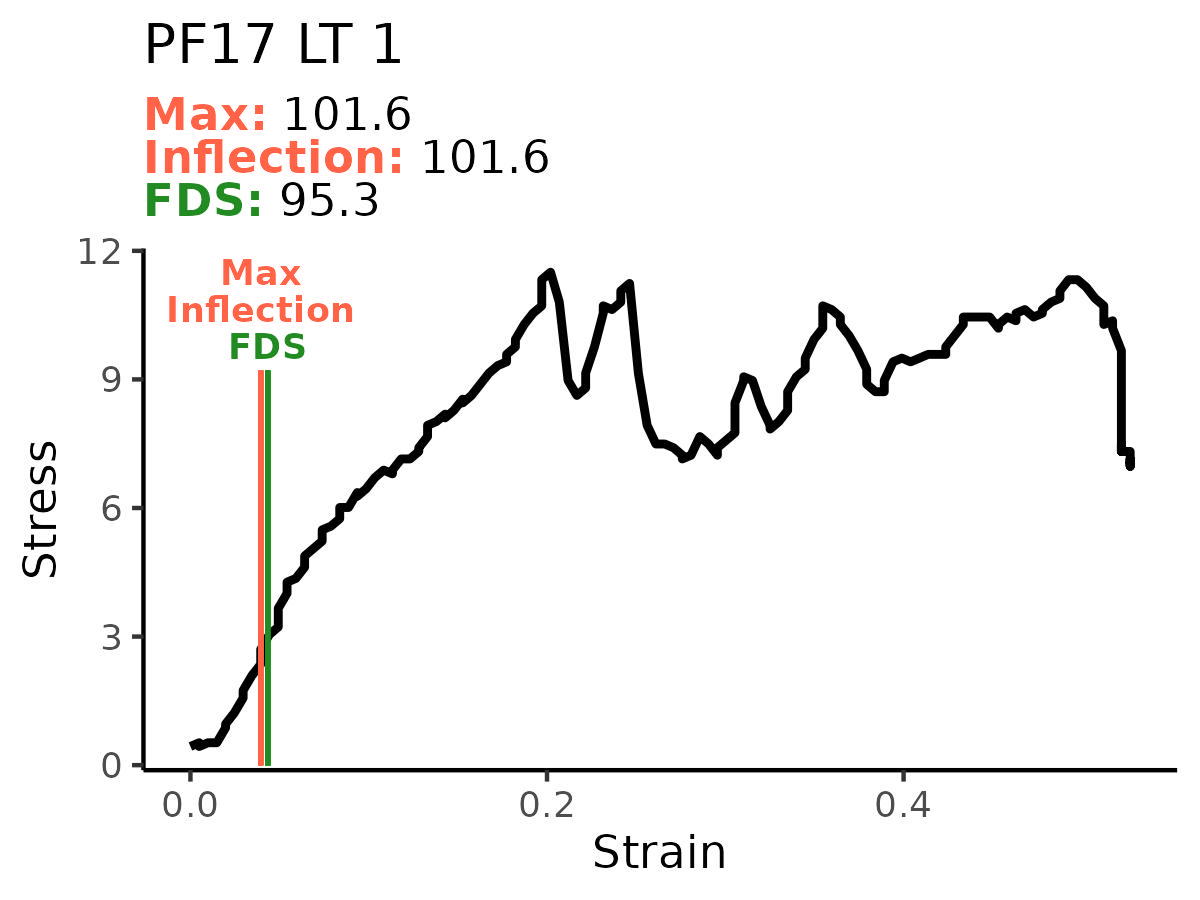 PF17 LT 1
Max: 101.6
Inflection: 101.6
FDS: 95.3
12
Max
Inflection
FDS
9
6
3
0
Stress
0.0 0.2 0.4
Strain